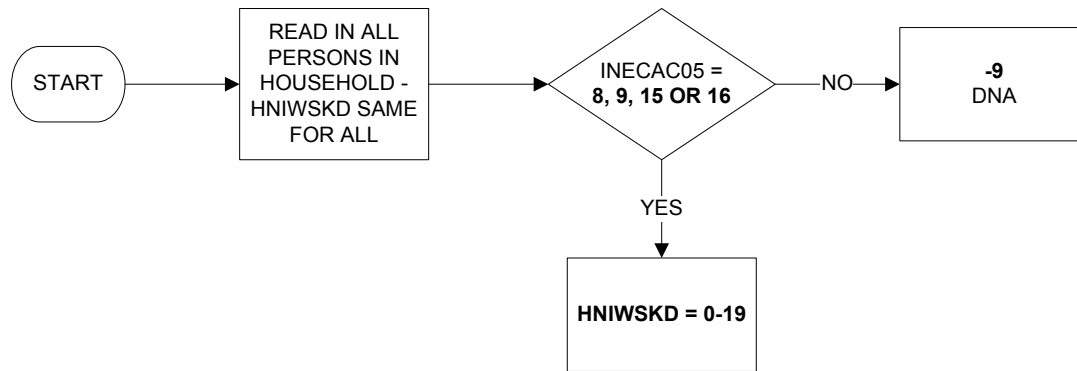 START
READ IN ALL
PERSONS IN
HOUSEHOLD -
HNIWSKD SAME
FOR ALL
INECAC05 =
8, 9, 15 OR 16
NO
-9
DNA
YES
HNIWSKD = 0-19